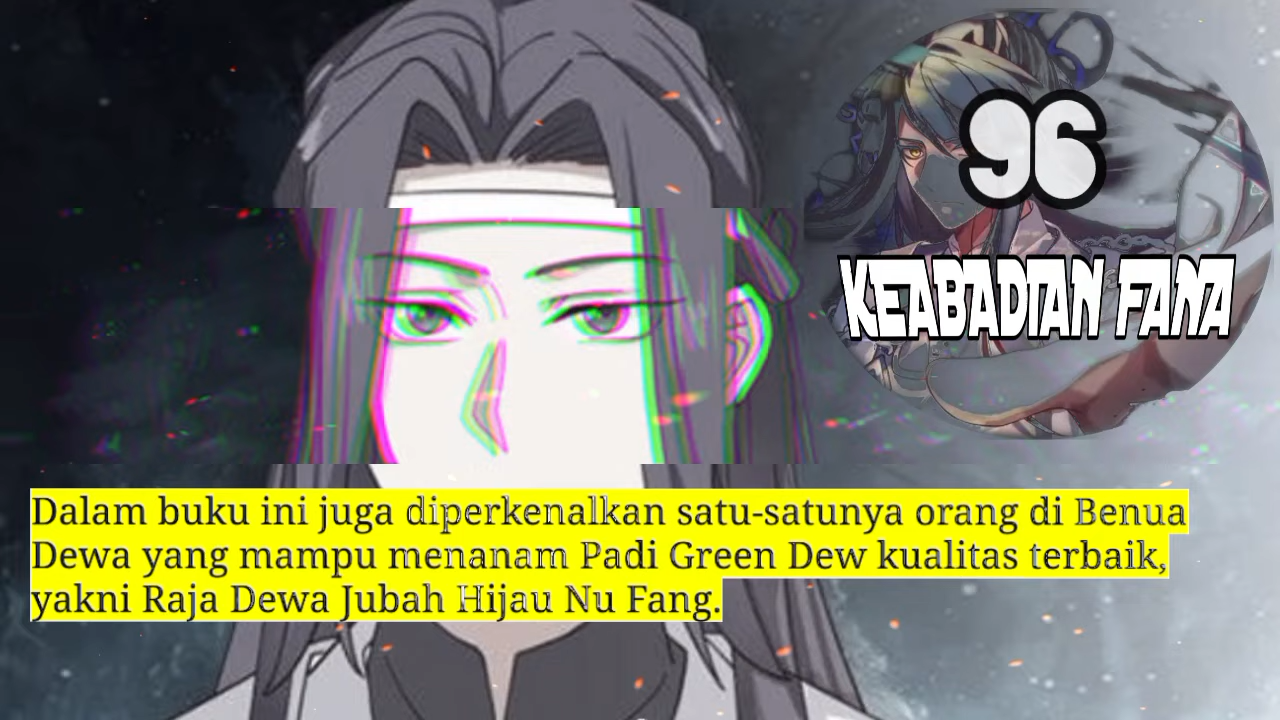 96
KEABADIAN FANA
Dalam buku ini juga diperkenalkan satu-satunya orang di Benua
Dewa yang mampu menanam Padi Green Dew kualitas terbaik,
yakni Raja Dewa Jubah Hijau Nu Fang.